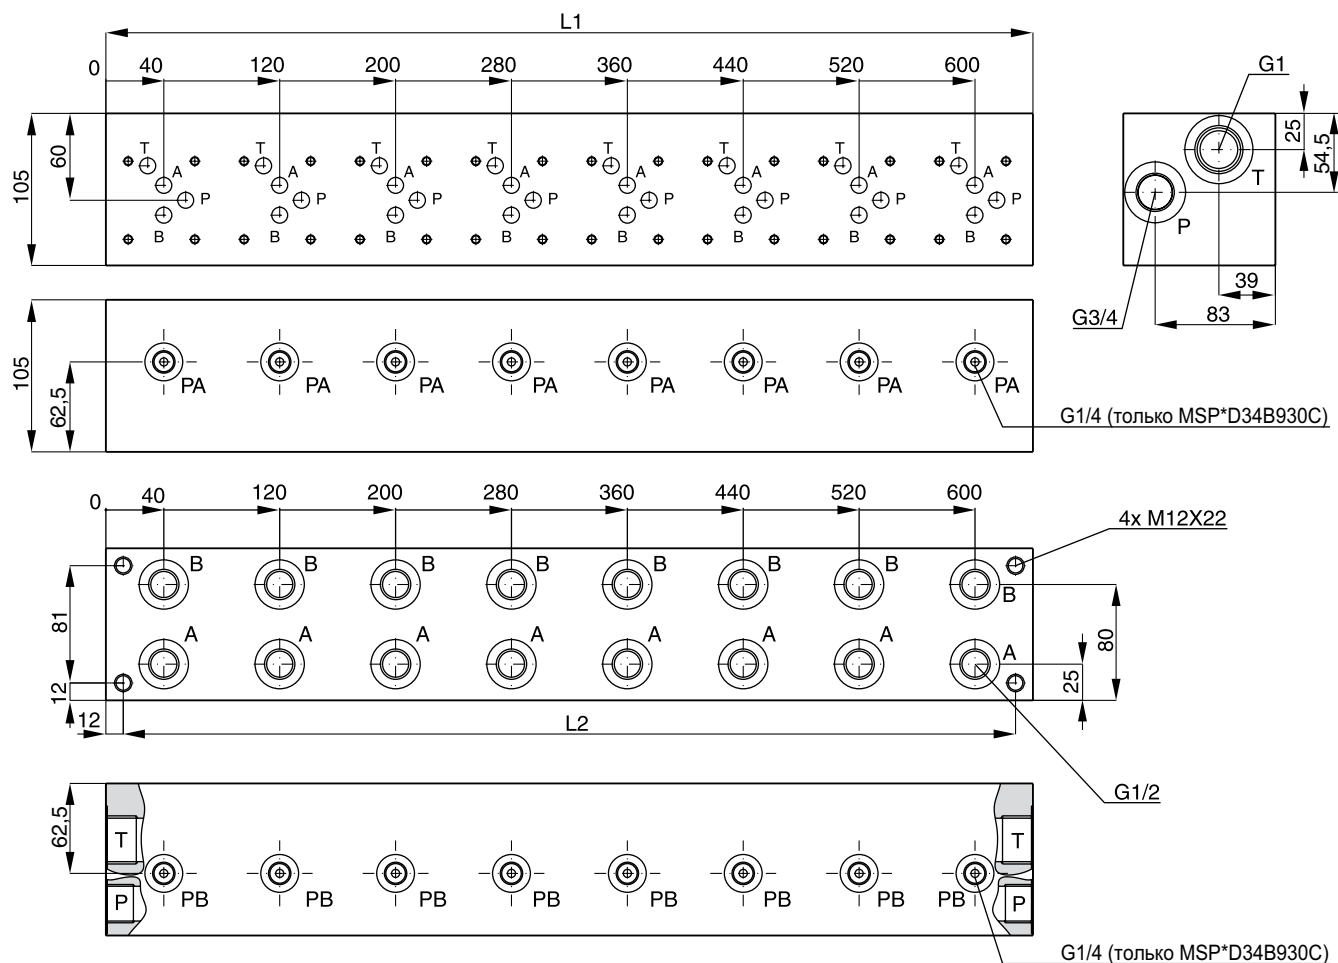 L1
0 40 120 200 280 360 440 520 600
G1
105
60
25
54,5
T T T T T T T T
A A A A A A A A
P P P P P P P P
B B B B B B B B
T
P
39
83
G3/4
105
62,5
PA PA PA PA PA PA PA PA
G1/4 (только MSP*D34B930C)
0 40 120 200 280 360 440 520 600
4x M12X22
B B B B B B B B
81
A A A A A A A A
80
25
12
12
L2
G1/2
62,5
T T
P P
PB PB PB PB PB PB PB PB
G1/4 (только MSP*D34B930C)